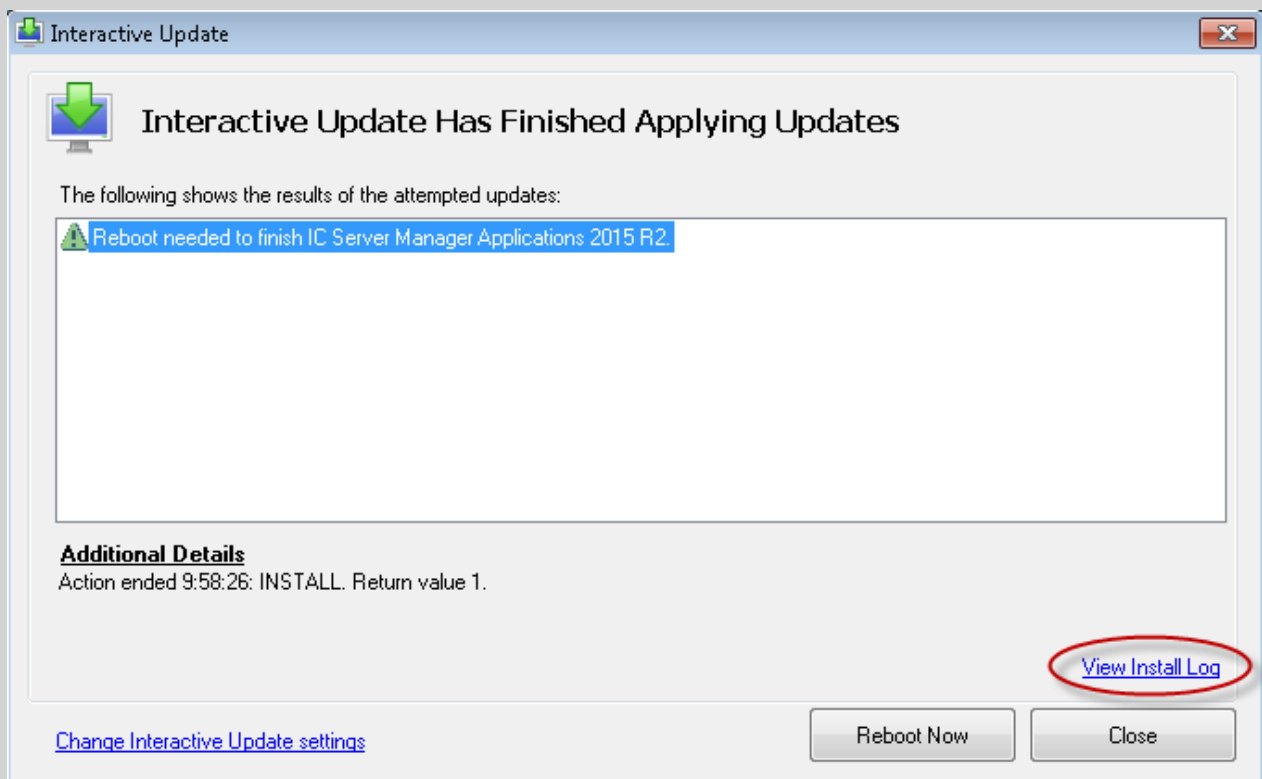 Interactive Update
Interactive Update Has Finished Applying Updates
The following shows the results of the attempted updates:
Reboot needed to finish IC Server Manager Applications 2015 R2.
Additional Details
Action ended 9:58:26: INSTALL. Return value 1.
View Install Log
Change Interactive Update settings
Reboot Now
Close